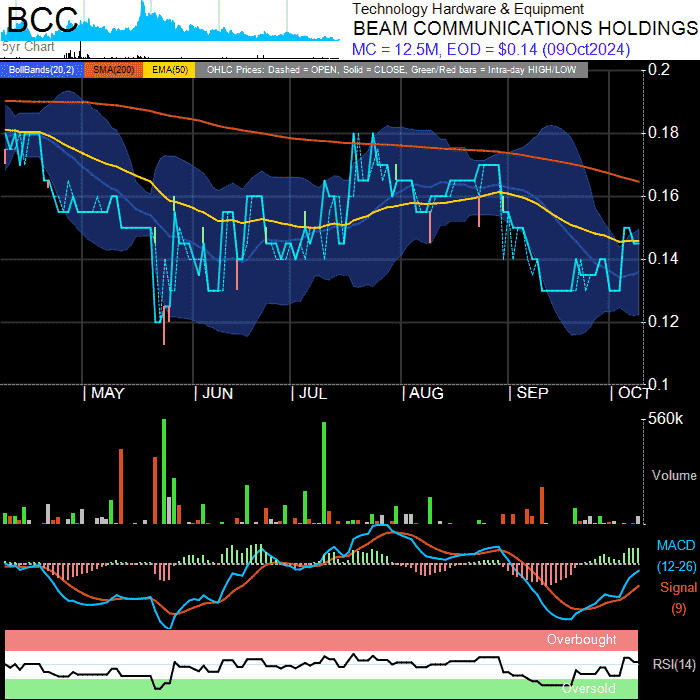 BCC
5yr Chart
Technology Hardware & Equipment
BEAM COMMUNICATIONS HOLDINGS
MC = 12.5M, EOD = $0.14 (09Oct2024)
BollBands(20,2) SMA(200) EMA(50) OHLC Prices: Dashed = OPEN, Solid = CLOSE, Green/Red bars = Intra-day HIGH/LOW
0.2
0.18
0.16
0.14
0.12
0.1
MAY JUN JUL AUG SEP OCT
560k
Volume
MACD
(12-26)
Signal
(9)
Overbought
RSI(14)
Oversold